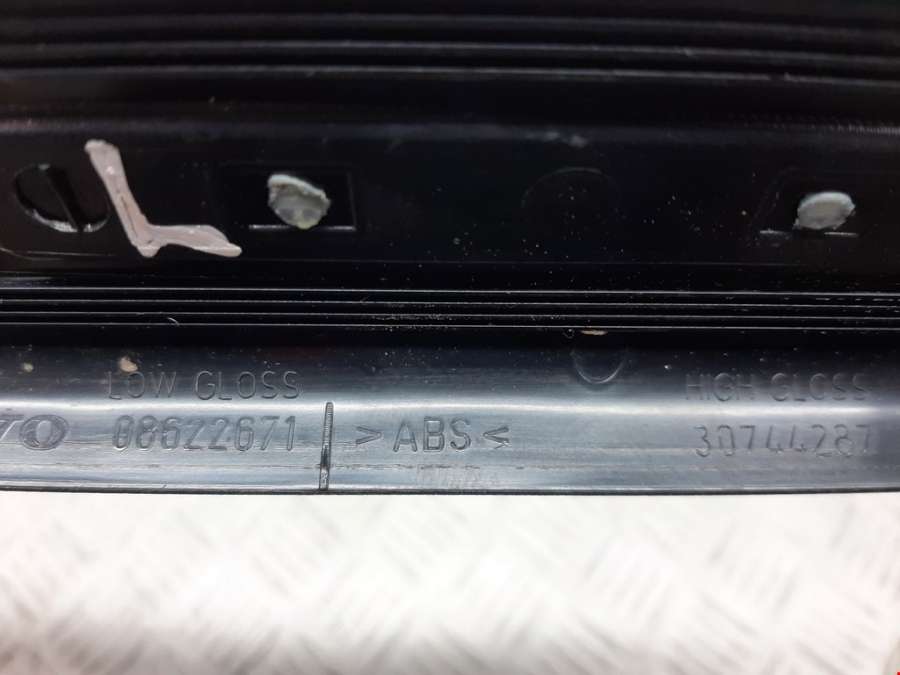 L
LOW GLOSS
HIGH GLOSS
08622671 >ABS< 30744287